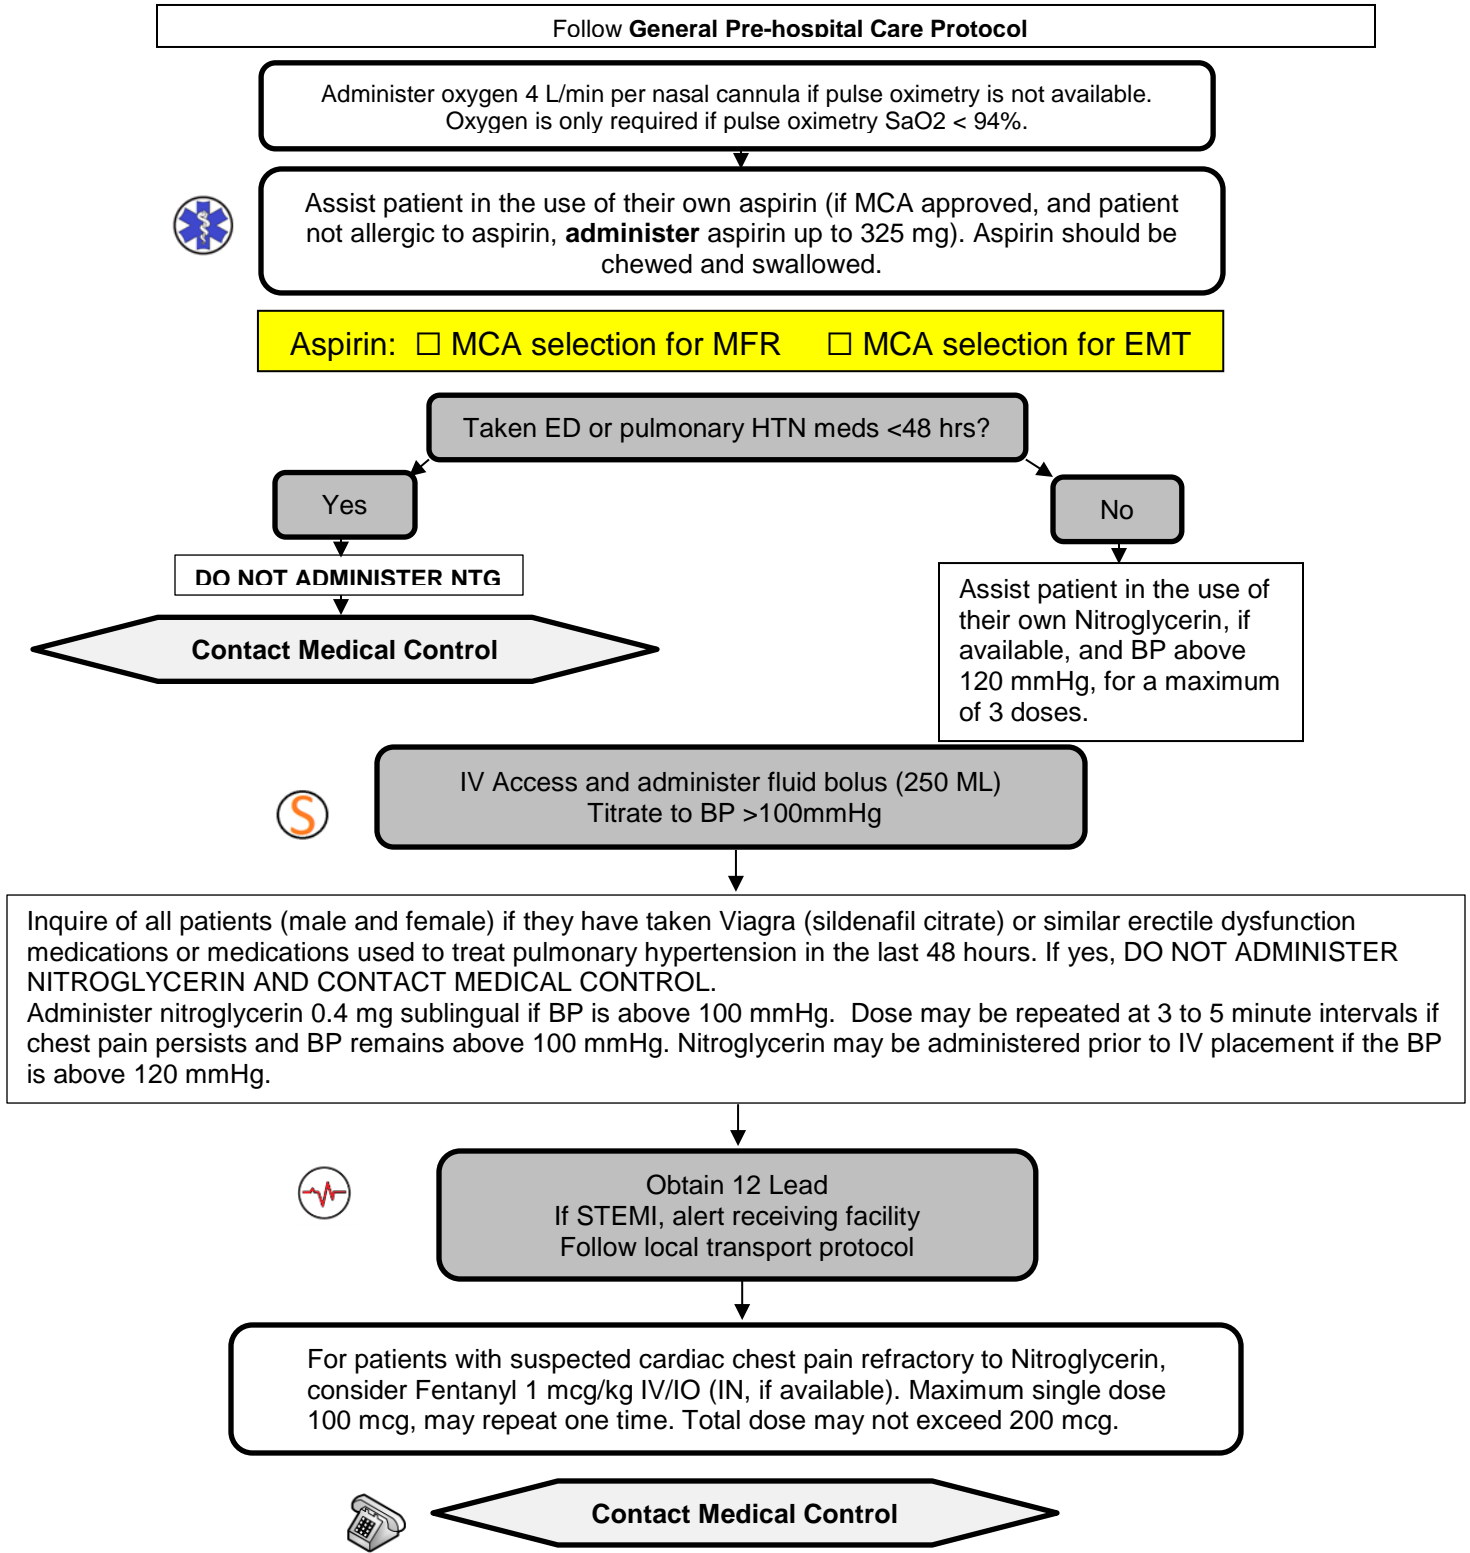 Follow General Pre-hospital Care Protocol
Administer oxygen 4 L/min per nasal cannula if pulse oximetry is not available.
Oxygen is only required if pulse oximetry SaO2 < 94%.
Assist patient in the use of their own aspirin (if MCA approved, and patient
not allergic to aspirin, administer aspirin up to 325 mg). Aspirin should be
chewed and swallowed.
Aspirin: ☐ MCA selection for MFR ☐ MCA selection for EMT
Taken ED or pulmonary HTN meds <48 hrs?
Yes
No
DO NOT ADMINISTER NTG
Contact Medical Control
Assist patient in the use of
their own Nitroglycerin, if
available, and BP above
120 mmHg, for a maximum
of 3 doses.
S
IV Access and administer fluid bolus (250 ML)
Titrate to BP >100mmHg
Inquire of all patients (male and female) if they have taken Viagra (sildenafil citrate) or similar erectile dysfunction
medications or medications used to treat pulmonary hypertension in the last 48 hours. If yes, DO NOT ADMINISTER
NITROGLYCERIN AND CONTACT MEDICAL CONTROL.
Administer nitroglycerin 0.4 mg sublingual if BP is above 100 mmHg. Dose may be repeated at 3 to 5 minute intervals if
chest pain persists and BP remains above 100 mmHg. Nitroglycerin may be administered prior to IV placement if the BP
is above 120 mmHg.
Obtain 12 Lead
If STEMI, alert receiving facility
Follow local transport protocol
For patients with suspected cardiac chest pain refractory to Nitroglycerin,
consider Fentanyl 1 mcg/kg IV/IO (IN, if available). Maximum single dose
100 mcg, may repeat one time. Total dose may not exceed 200 mcg.
Contact Medical Control